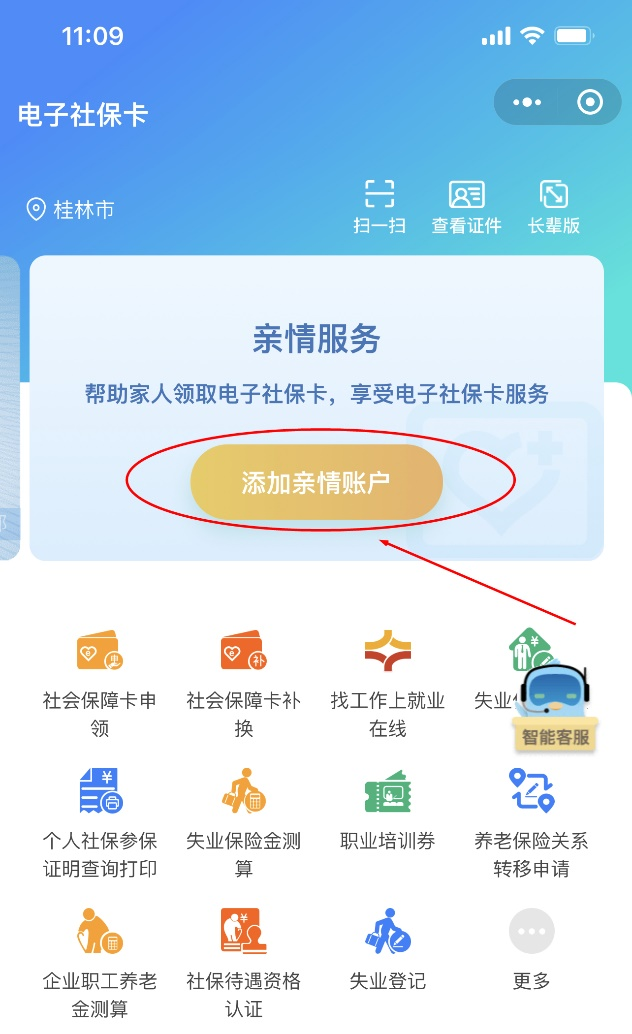 11:09
电子社保卡
桂林市
扫一扫
查看证件
长辈版
亲情服务
帮助家人领取电子社保卡，享受电子社保卡服务
添加亲情账户
社会保障卡申
领
社会保障卡补
换
找工作上就业
在线
失业
智能客服
个人社保参保
证明查询打印
失业保险金测
算
职业培训券
养老保险关系
转移申请
企业职工养老
金测算
社保待遇资格
认证
失业登记
更多